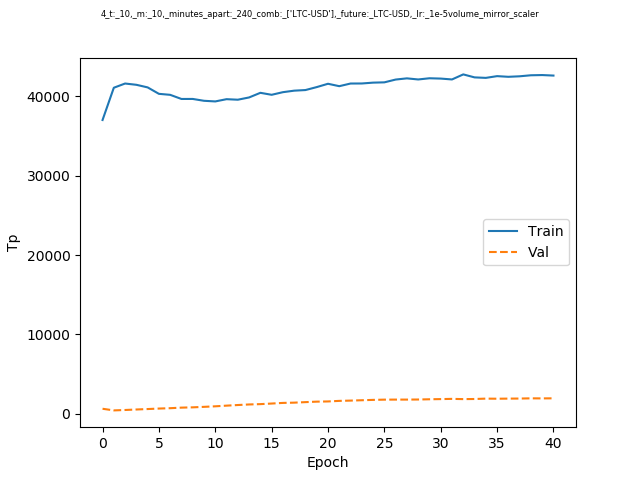 4_t:_10,_m:_10,_minutes_apart:_240_comb:_['LTC-USD'],_future:_LTC-USD,_lr:_1e-5volume_mirror_scaler
40000
30000
20000
10000
0
Tp
Train
Val
0 5 10 15 20 25 30 35 40
Epoch